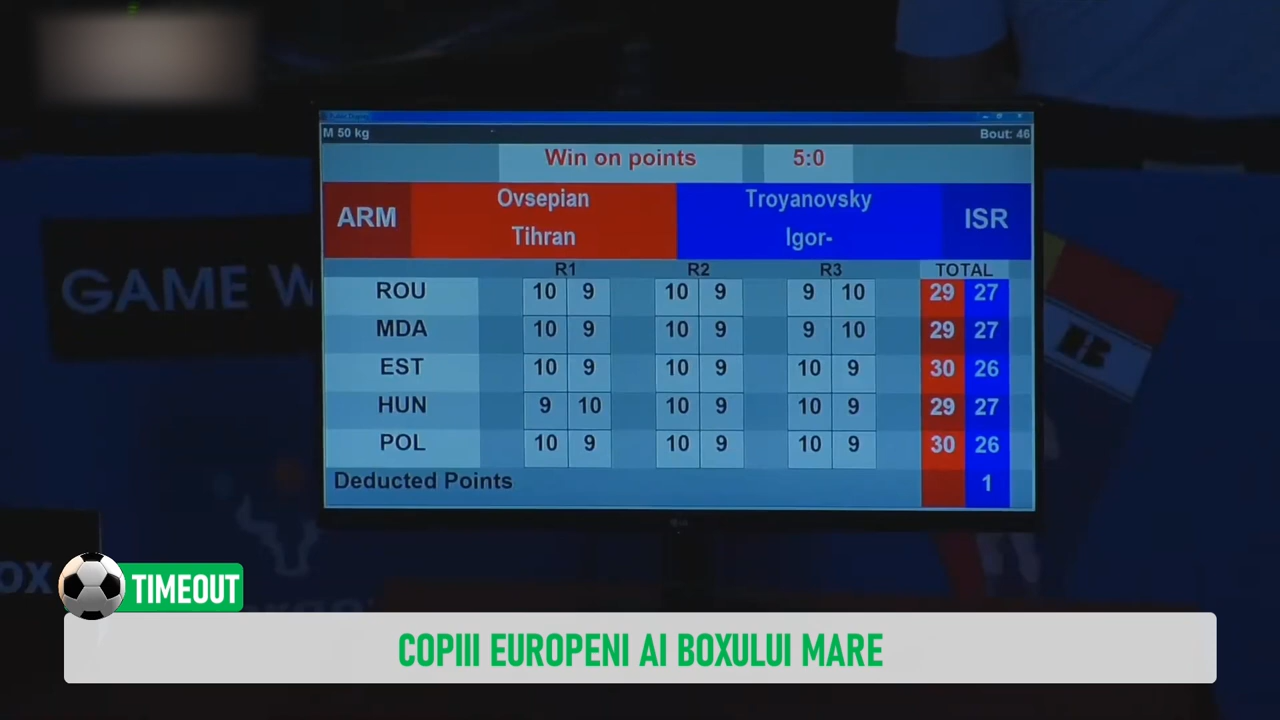 M 50 kg Bout: 46
Win on points 5:0
ARM Ovsepian Tihran Troyanovsky Igor- ISR
R1 R2 R3 TOTAL
ROU 10 9 10 9 9 10 29 27
MDA 10 9 10 9 9 10 29 27
EST 10 9 10 9 10 9 30 26
HUN 9 10 10 9 10 9 29 27
POL 10 9 10 9 10 9 30 26
Deducted Points 1
GAME W
OX
TIMEOUT
COPIII EUROPENI AI BOXULUI MARE